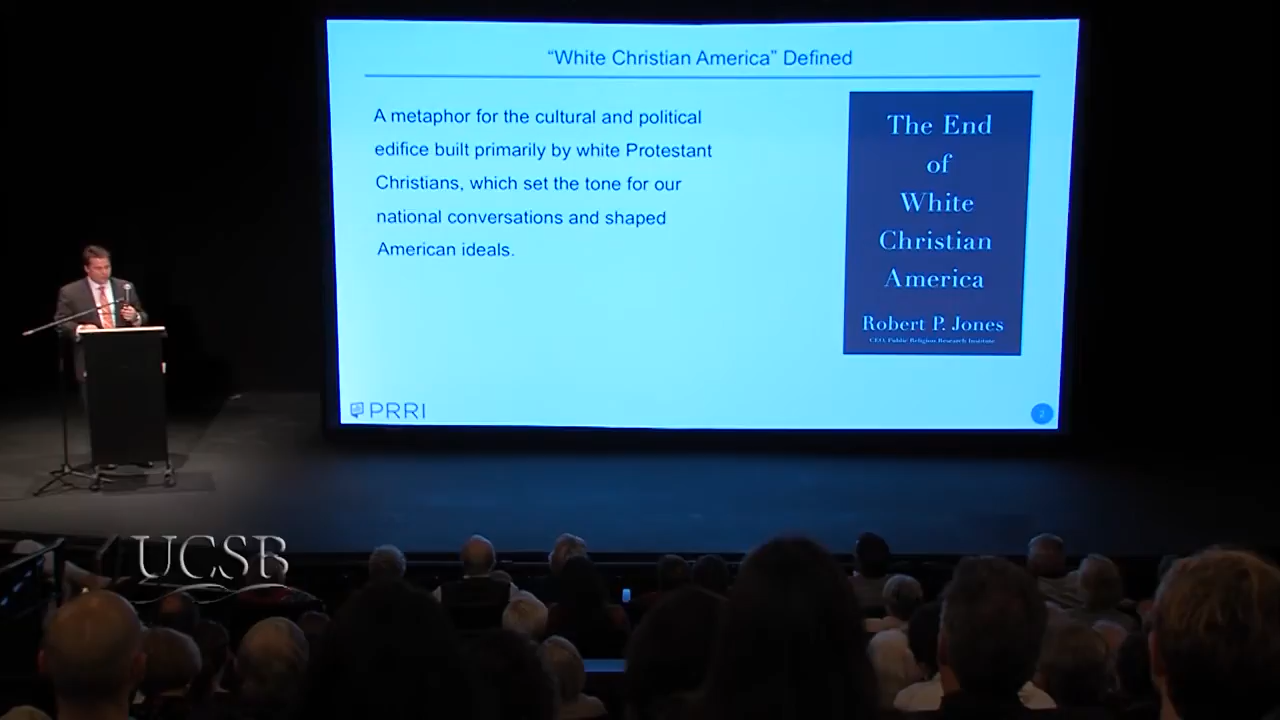 “White Christian America” Defined
A metaphor for the cultural and political
edifice built primarily by white Protestant
Christians, which set the tone for our
national conversations and shaped
American ideals.
The End
of
White
Christian
America
Robert P. Jones
CEO, Public Religion Research Institute
PRRI
2
UCSB